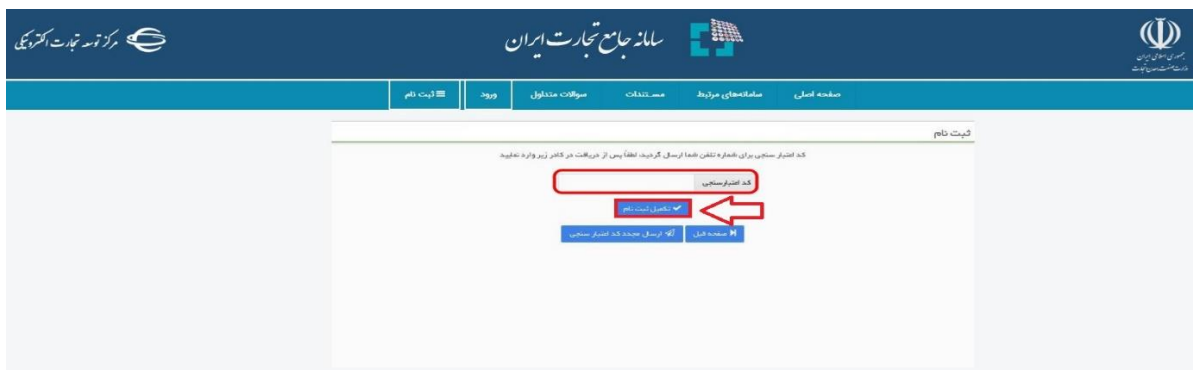 مرکز توسعه تجارت الکترونیکی
سامانه جامع تجارت ایران
جمهوری اسلامی ایران
وزارت صنعت، معدن و تجارت
صفحه اصلی سامانه‌های مرتبط مستندات سوالات متداول ورود ثبت نام
ثبت نام
کد اعتبار سنجی برای شماره تلفن شما ارسال گردید، لطفاً پس از دریافت در کادر زیر وارد نمایید
کد اعتبارسنجی
تکمیل ثبت نام
صفحه قبل ارسال مجدد کد اعتبار سنجی